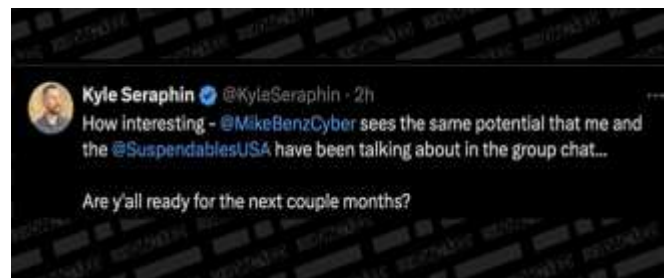 Kyle Seraphin @KyleSeraphin · 2h
How interesting - @MikeBenzCyber sees the same potential that me and
the @SuspendablesUSA have been talking about in the group chat...
Are y'all ready for the next couple months?